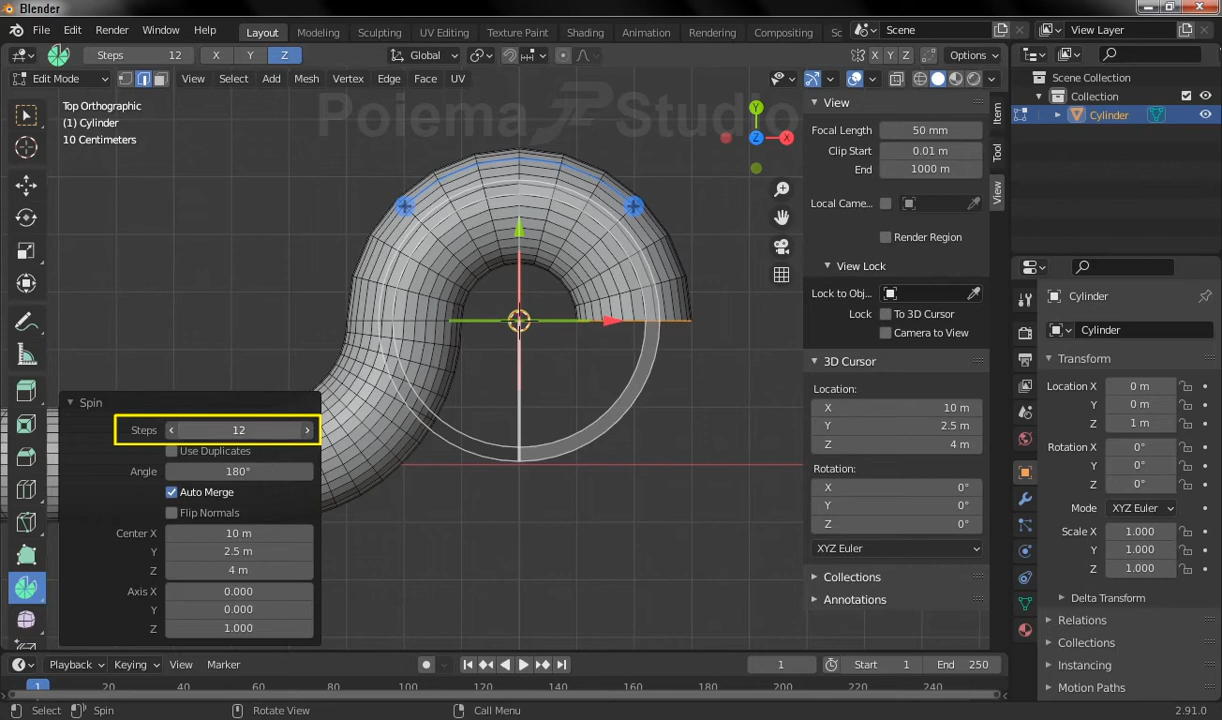 Blender
File Edit Render Window Help Layout Modeling Sculpting UV Editing Texture Paint Shading Animation Rendering Compositing Sc Scene View Layer
Steps 12 X Y Z Global X Y Z Options
Edit Mode View Select Add Mesh Vertex Edge Face UV
Scene Collection
Collection
Cylinder
Top Orthographic
(1) Cylinder
10 Centimeters
Poiema Studio
Y
Z X
View
Focal Length 50 mm
Clip Start 0.01 m
End 1000 m
Local Came...
Render Region
View Lock
Lock to Obj...
Lock To 3D Cursor
Camera to View
3D Cursor
Location:
X 10 m
Y 2.5 m
Z 4 m
Rotation:
X 0°
Y 0°
Z 0°
XYZ Euler
Collections
Annotations
Item
Tool
View
Cylinder
Cylinder
Transform
Location X 0 m
Y 0 m
Z 1 m
Rotation X 0°
Y 0°
Z 0°
Mode XYZ Euler
Scale X 1.000
Y 1.000
Z 1.000
Delta Transform
Relations
Collections
Instancing
Motion Paths
Spin
Steps 12
Use Duplicates
Angle 180°
Auto Merge
Flip Normals
Center X 10 m
Y 2.5 m
Z 4 m
Axis X 0.000
Y 0.000
Z 1.000
Playback Keying View Marker 1 Start 1 End 250
1 20 40 60 80 100 120 140 160 180 200 220 240
Select Spin Rotate View Call Menu 2.91.0